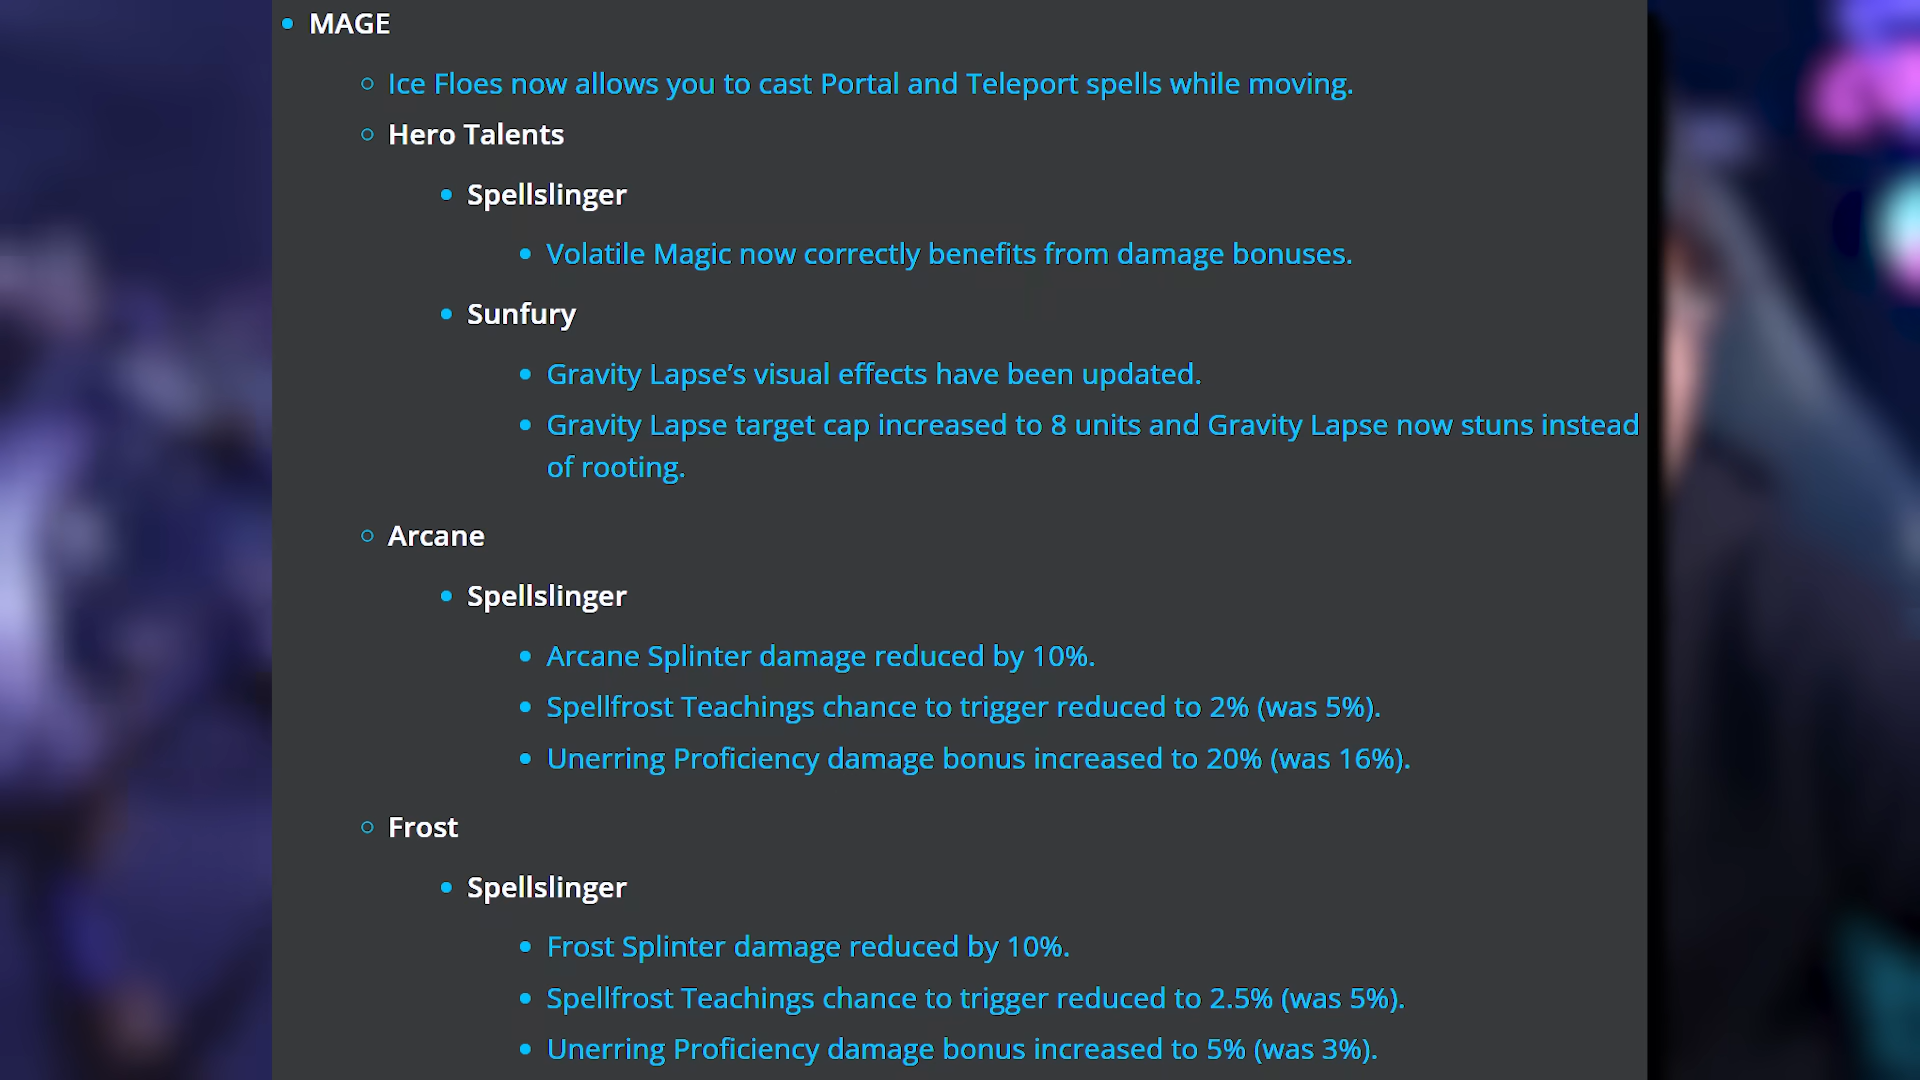 MAGE
Ice Floes now allows you to cast Portal and Teleport spells while moving.
Hero Talents
Spellslinger
Volatile Magic now correctly benefits from damage bonuses.
Sunfury
Gravity Lapse’s visual effects have been updated.
Gravity Lapse target cap increased to 8 units and Gravity Lapse now stuns instead
of rooting.
Arcane
Spellslinger
Arcane Splinter damage reduced by 10%.
Spellfrost Teachings chance to trigger reduced to 2% (was 5%).
Unerring Proficiency damage bonus increased to 20% (was 16%).
Frost
Spellslinger
Frost Splinter damage reduced by 10%.
Spellfrost Teachings chance to trigger reduced to 2.5% (was 5%).
Unerring Proficiency damage bonus increased to 5% (was 3%).